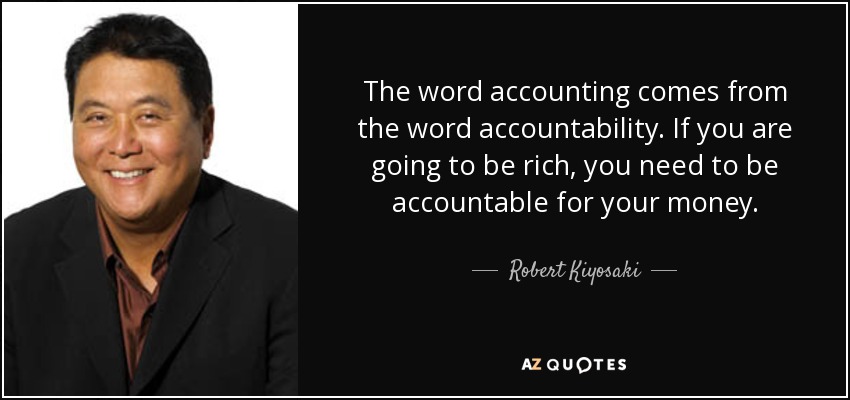 The word accounting comes from
the word accountability. If you are
going to be rich, you need to be
accountable for your money.
Robert Kiyosaki
AZ QUOTES